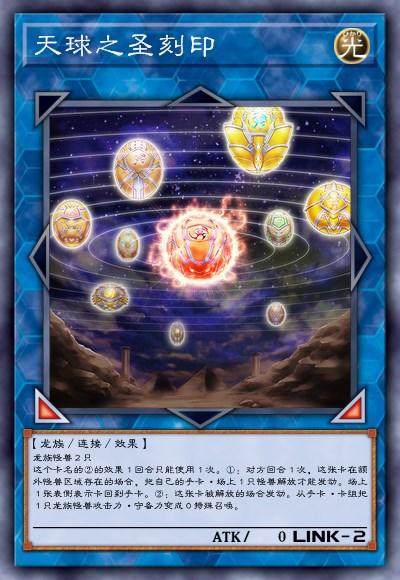 天球之圣刻印
光
【龙族／连接／效果】
龙族怪兽2只
这个卡名的②的效果1回合只能使用1次。①：对方回合1次，这张卡在额
外怪兽区域存在的场合，把自己的手卡·场上1只怪兽解放才能发动。场上
1张表侧表示卡回到手卡。②：这张卡被解放的场合发动。从手卡·卡组把
1只龙族怪兽攻击力·守备力变成0特殊召唤。
ATK/ 0 LINK-2